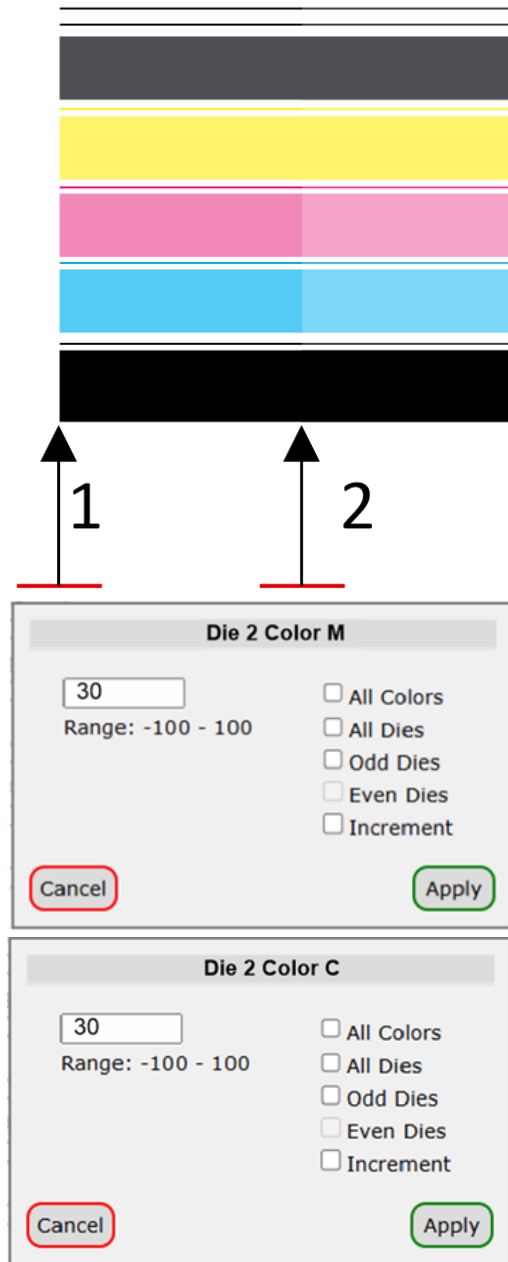 1 2
Die 2 Color M
30
Range: -100 - 100
All Colors
All Dies
Odd Dies
Even Dies
Increment
Cancel Apply
Die 2 Color C
30
Range: -100 - 100
All Colors
All Dies
Odd Dies
Even Dies
Increment
Cancel Apply